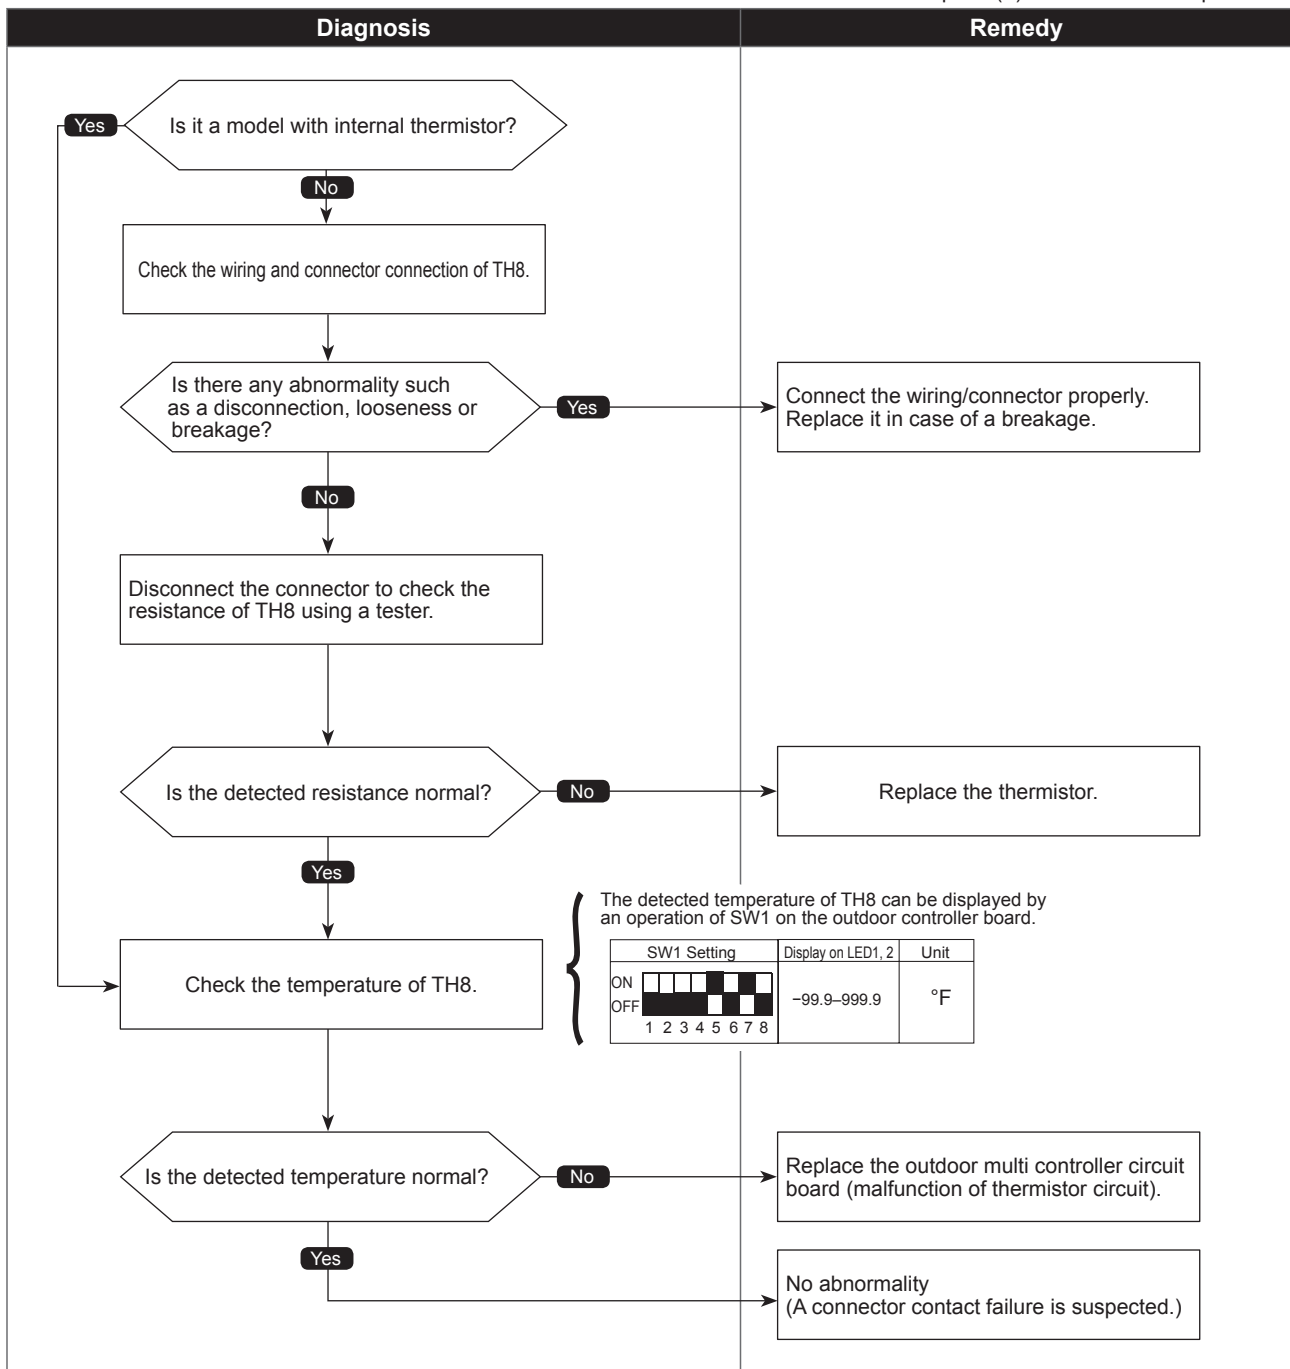 Diagnosis
Remedy
Is it a model with internal thermistor?
Yes
No
Check the wiring and connector connection of TH8.
Is there any abnormality such
as a disconnection, looseness or
breakage?
Yes
Connect the wiring/connector properly.
Replace it in case of a breakage.
No
Disconnect the connector to check the
resistance of TH8 using a tester.
Is the detected resistance normal?
No
Replace the thermistor.
Yes
The detected temperature of TH8 can be displayed by
an operation of SW1 on the outdoor controller board.
SW1 Setting
Display on LED1, 2
Unit
ON
OFF
1 2 3 4 5 6 7 8
−99.9–999.9
°F
Check the temperature of TH8.
Is the detected temperature normal?
No
Replace the outdoor multi controller circuit
board (malfunction of thermistor circuit).
Yes
No abnormality
(A connector contact failure is suspected.)